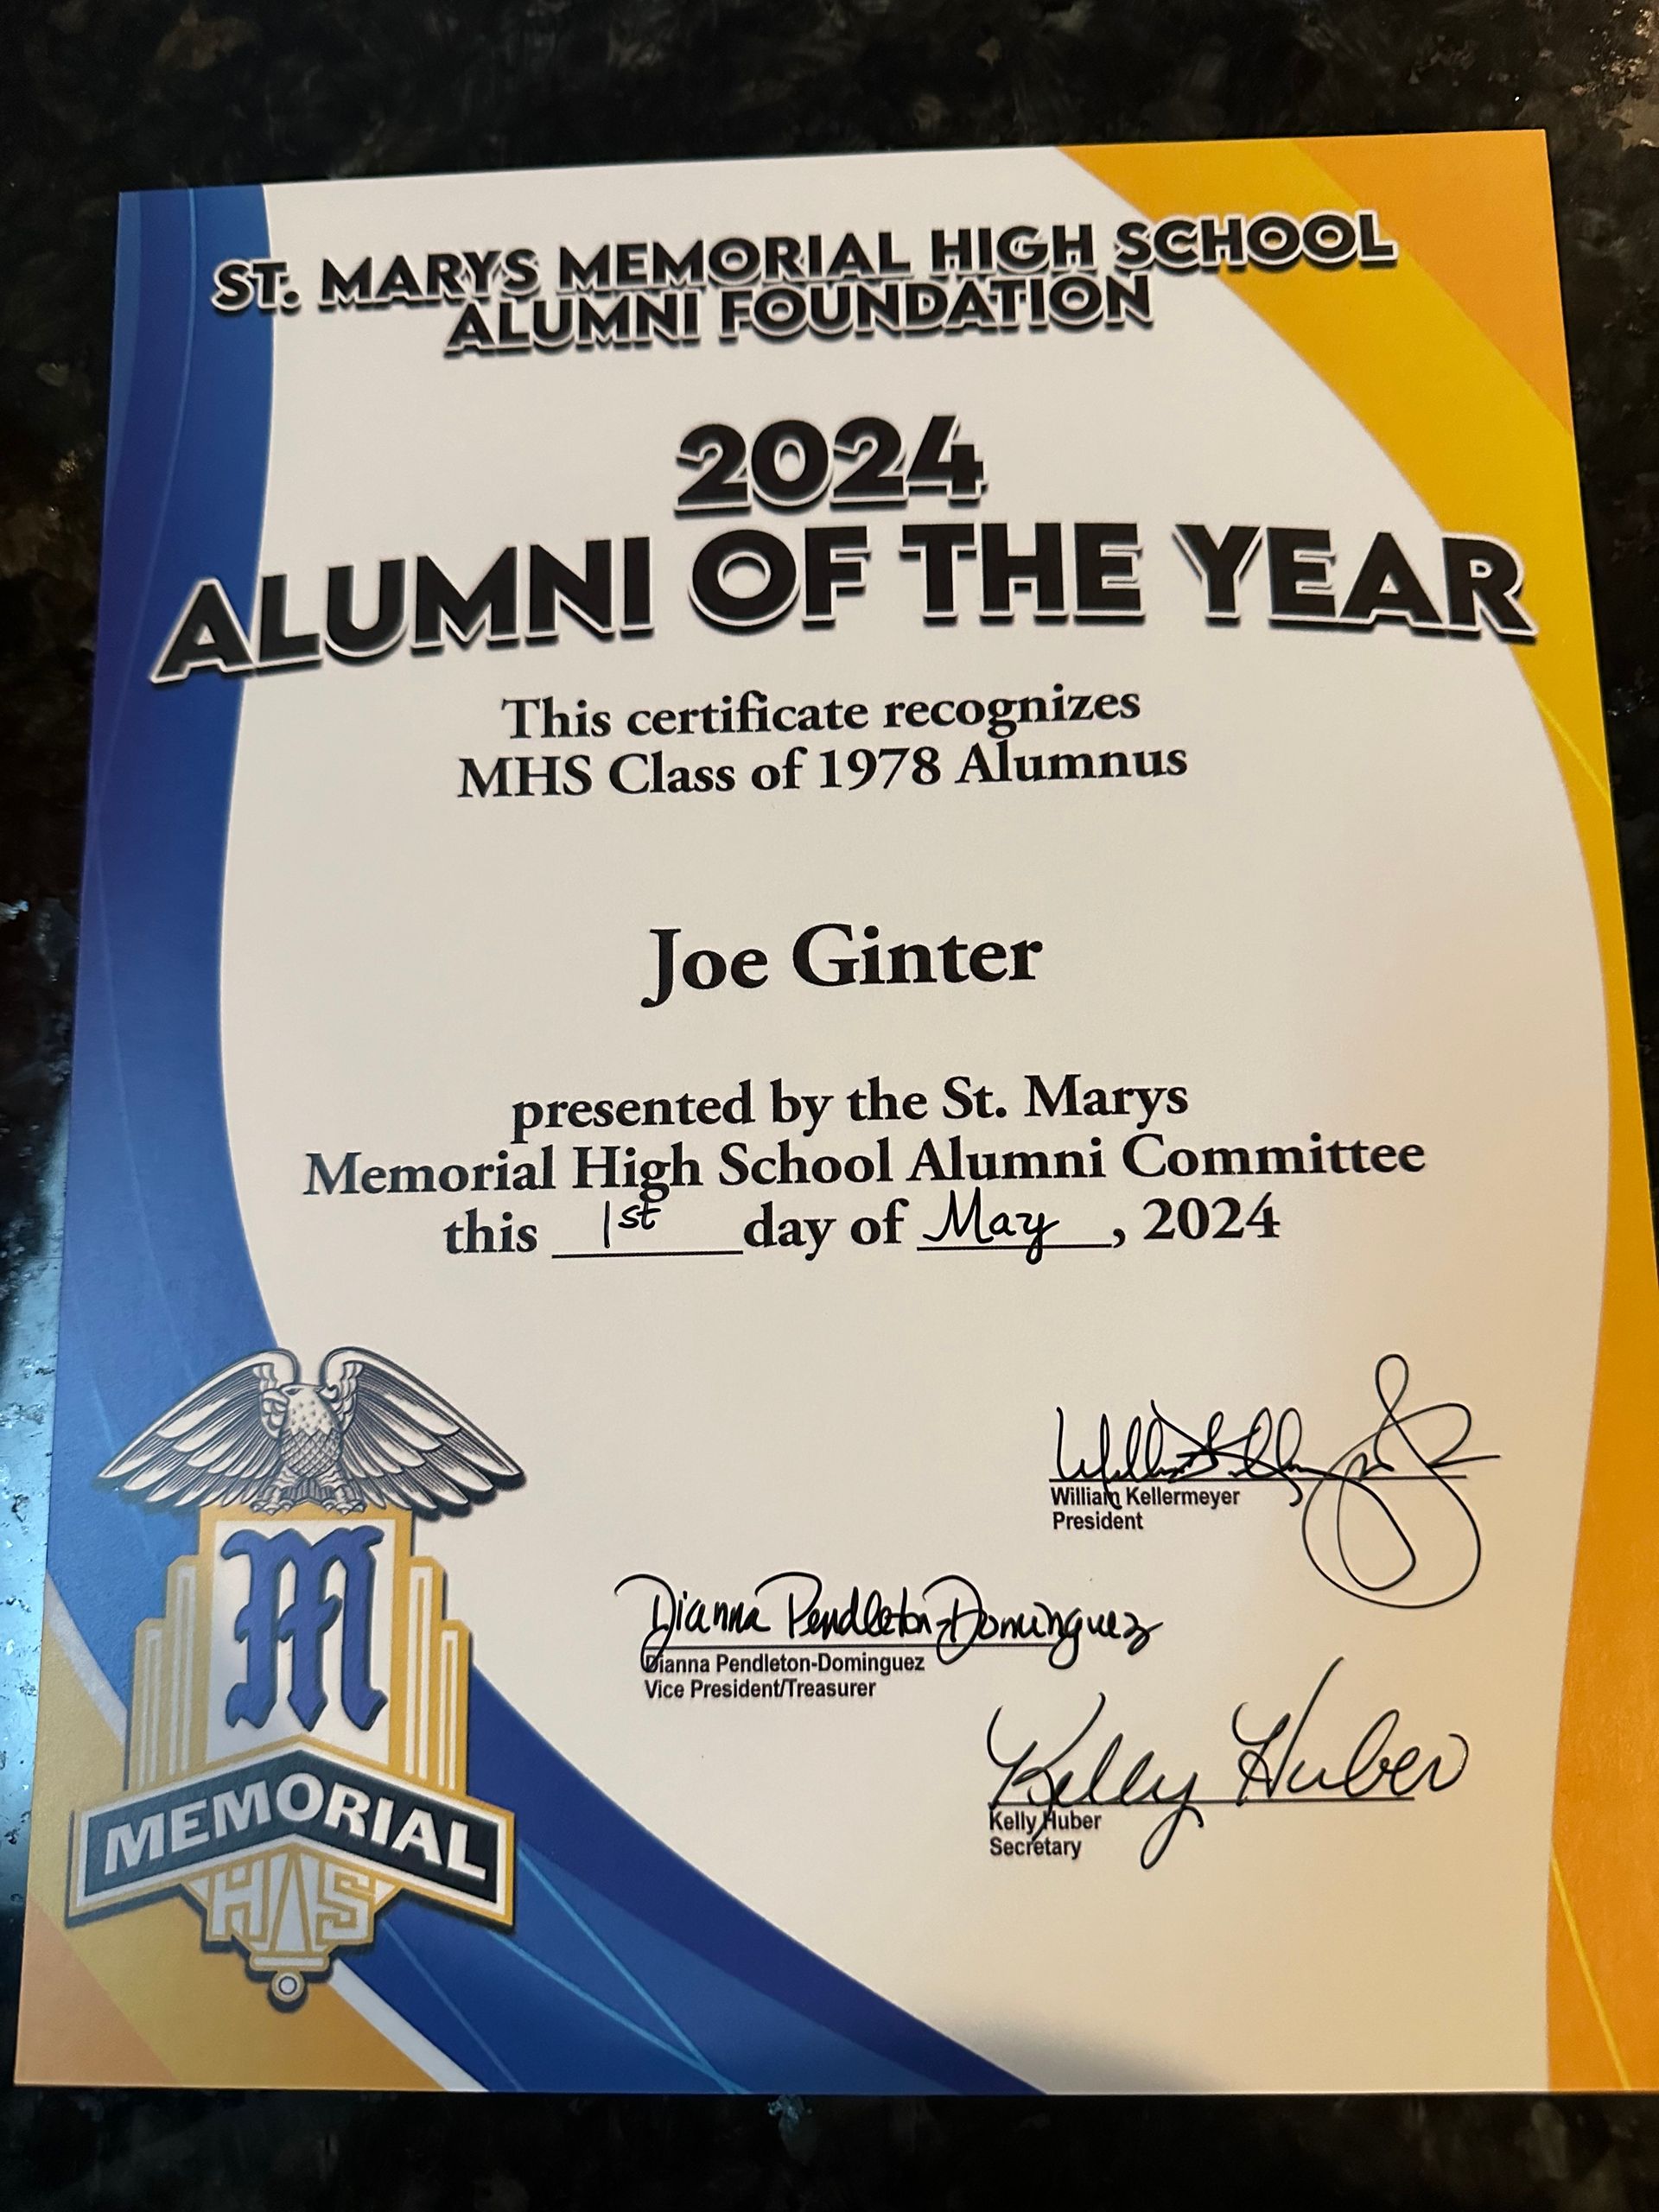 ST. MARYS MEMORIAL HIGH SCHOOL
ALUMNI FOUNDATION
2024
ALUMNI OF THE YEAR
This certificate recognizes
MHS Class of 1978 Alumnus
Joe Ginter
presented by the St. Marys
Memorial High School Alumni Committee
this 1st day of May, 2024
William Kellermeyer
President
Dianna Pendleton-Dominguez
Dianna Pendleton-Dominguez
Vice President/Treasurer
Kelly Huber
Kelly Huber
Secretary
M
MEMORIAL
HS